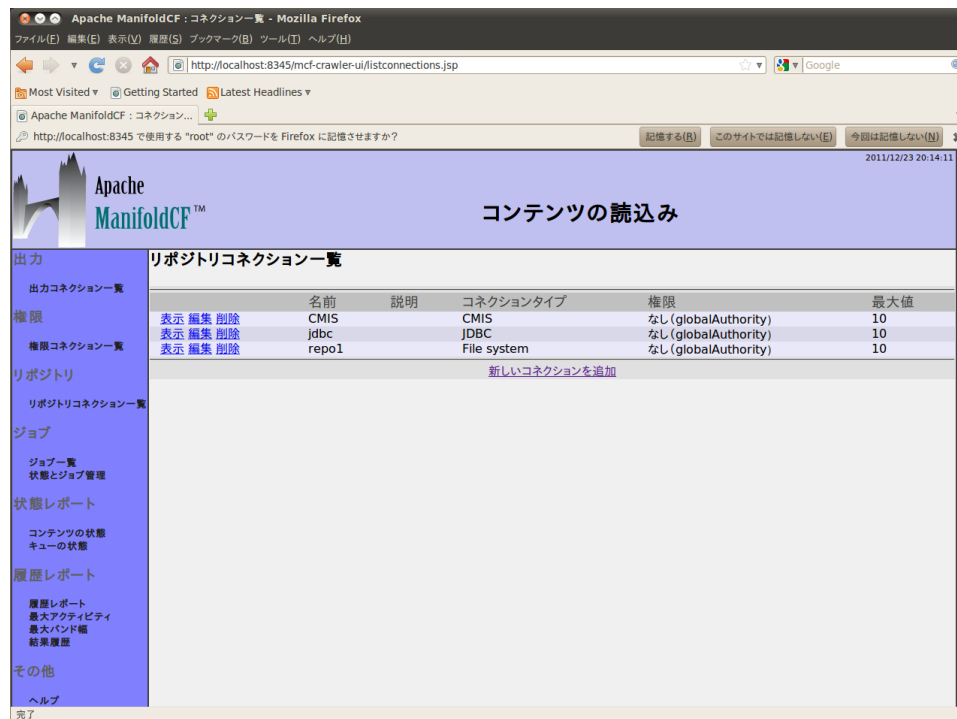 Apache ManifoldCF : コネクション一覧 - Mozilla Firefox
ファイル(F) 編集(E) 表示(V) 履歴(S) ブックマーク(B) ツール(T) ヘルプ(H)
http://localhost:8345/mcf-crawler-ui/listconnections.jsp
Google
Most Visited Getting Started Latest Headlines
Apache ManifoldCF : コネクション...
http://localhost:8345 で使用する "root" のパスワードを Firefox に記憶させますか?
記憶する(R) このサイトでは記憶しない(E) 今回は記憶しない(N)
2011/12/23 20:14:11
Apache
ManifoldCF™
コンテンツの読込み
出力
出力コネクション一覧
権限
権限コネクション一覧
リポジトリ
リポジトリコネクション一覧
ジョブ
ジョブ一覧
状態とジョブ管理
状態レポート
コンテンツの状態
キューの状態
履歴レポート
履歴レポート
最大アクティビティ
最大バンド幅
結果履歴
その他
ヘルプ
リポジトリコネクション一覧
名前 説明 コネクションタイプ 権限 最大値
表示 編集 削除 CMIS CMIS なし(globalAuthority) 10
表示 編集 削除 jdbc JDBC なし(globalAuthority) 10
表示 編集 削除 repo1 File system なし(globalAuthority) 10
新しいコネクションを追加
完了